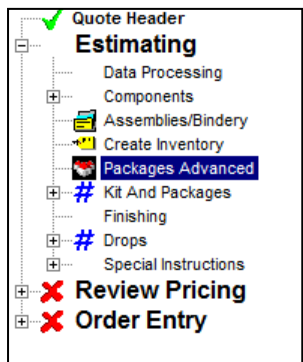 Quote Header
Estimating
Data Processing
Components
Assemblies/Bindery
Create Inventory
Packages Advanced
# Kit And Packages
Finishing
# Drops
Special Instructions
Review Pricing
Order Entry